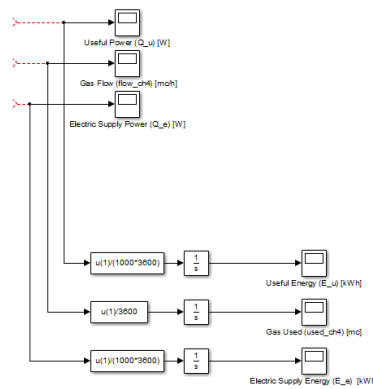 Useful Power (Q_u) [W]
Gas Flow (flow_ch4) [mc/h]
Electric Supply Power (Q_e) [W]
u(1)/(1000*3600)
1
s
Useful Energy (E_u) [kWh]
u(1)/3600
1
s
Gas Used (used_ch4) [mc]
u(1)/(1000*3600)
1
s
Electric Supply Energy (E_e) [kW